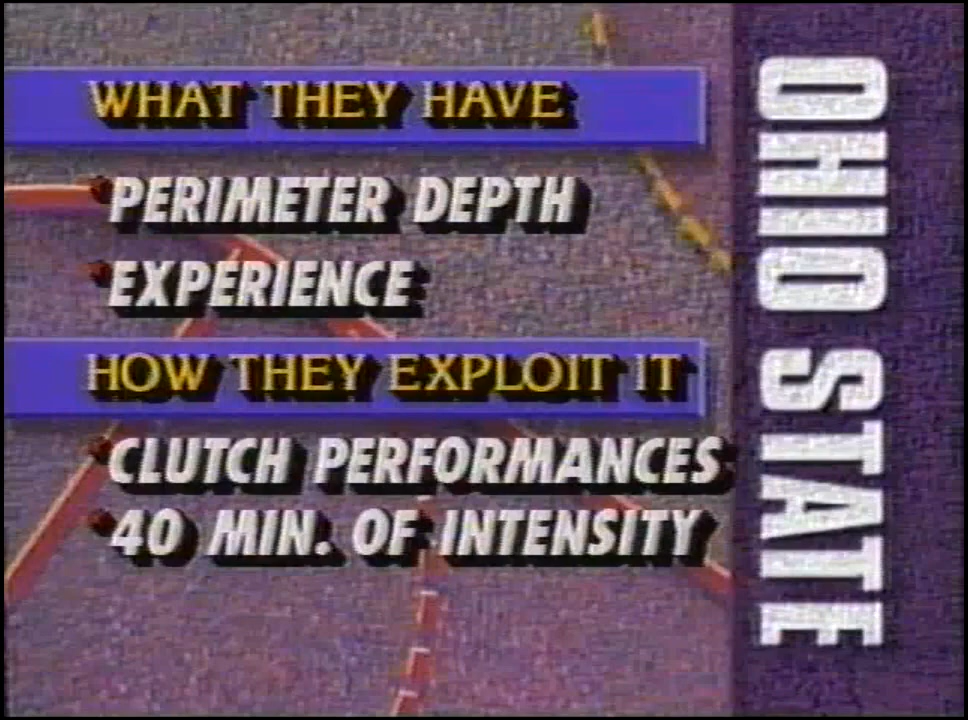 WHAT THEY HAVE
PERIMETER DEPTH
EXPERIENCE
HOW THEY EXPLOIT IT
CLUTCH PERFORMANCES
40 MIN. OF INTENSITY
OHIO STATE